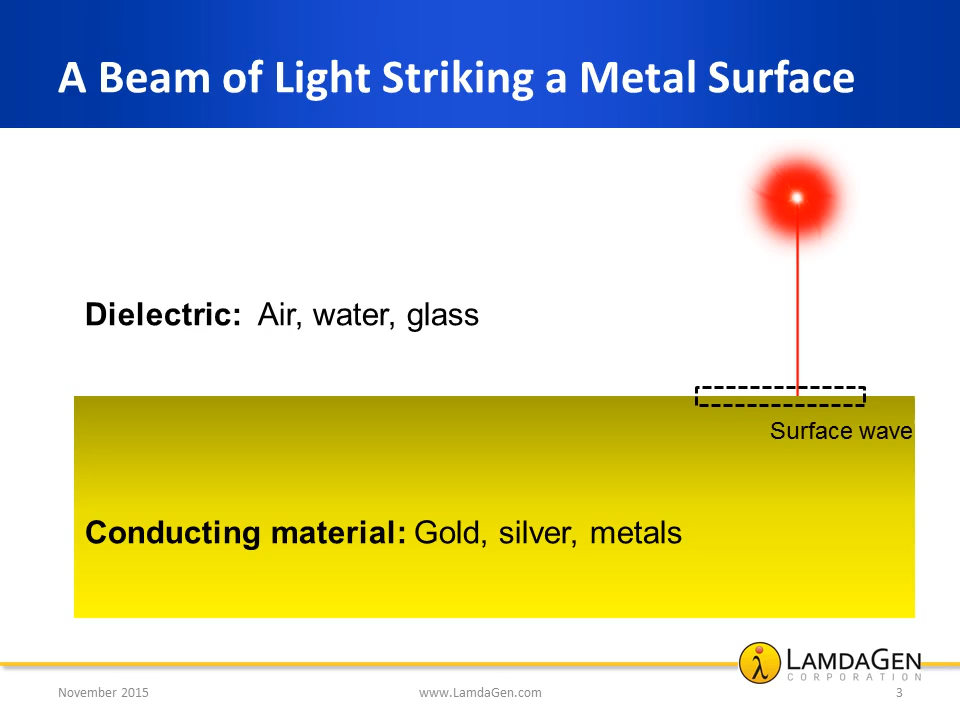 A Beam of Light Striking a Metal Surface
Dielectric: Air, water, glass
Surface wave
Conducting material: Gold, silver, metals
λ LAMDAGEN
CORPORATION
November 2015
www.LamdaGen.com
3